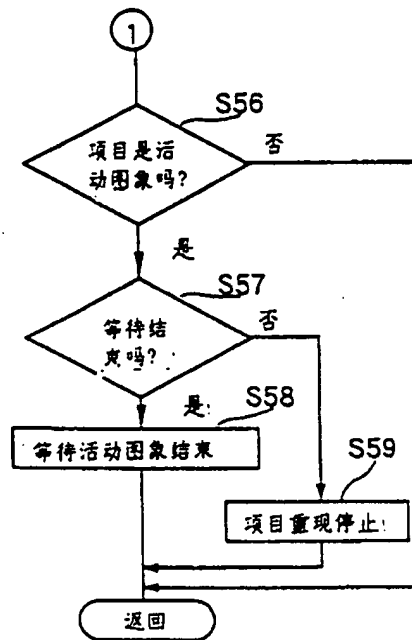 1
S56
项目是活
动图象吗?
否
是
S57
等待结
束吗?
否
是:
S58
等待活动图象结束
S59
项目重现停止:
返回